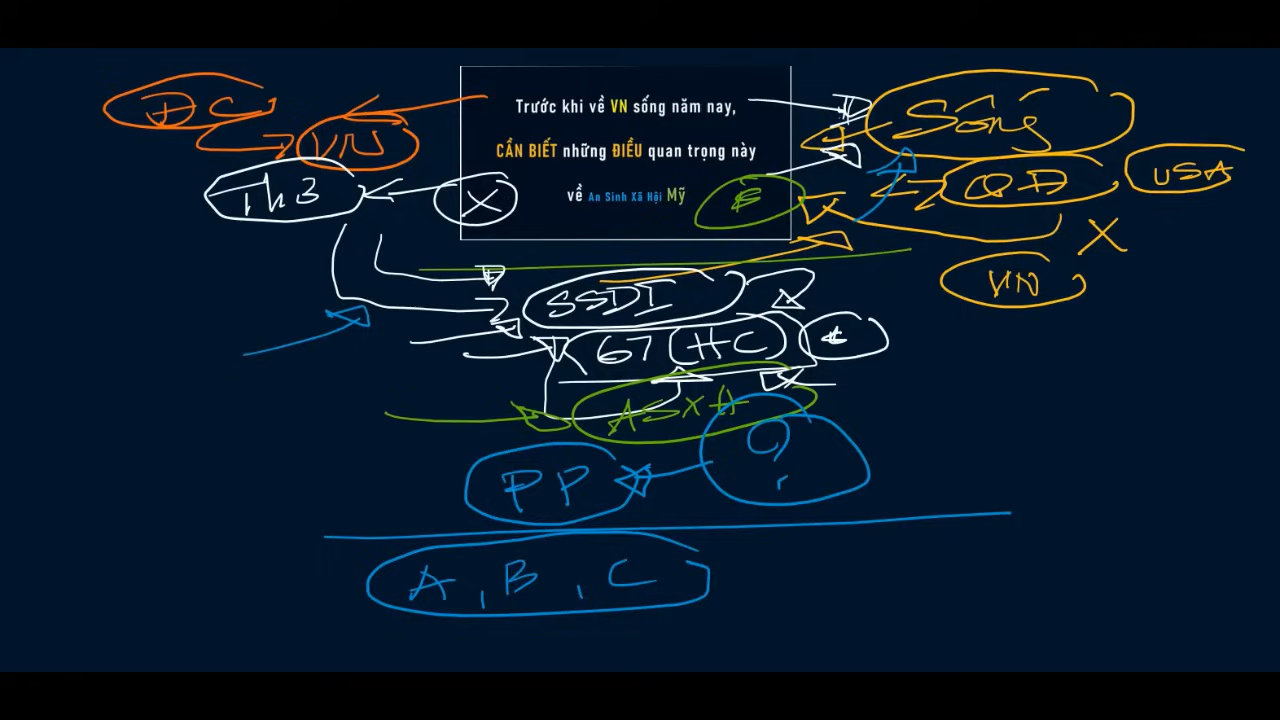 Trước khi về VN sống năm nay,
CẦN BIẾT những ĐIỀU quan trọng này
về An Sinh Xã Hội Mỹ
ĐC
VN
Sống
QĐ
USA
X
X
VN
SSDI
67 (HC)
ASXH
PP
?
A, B, C